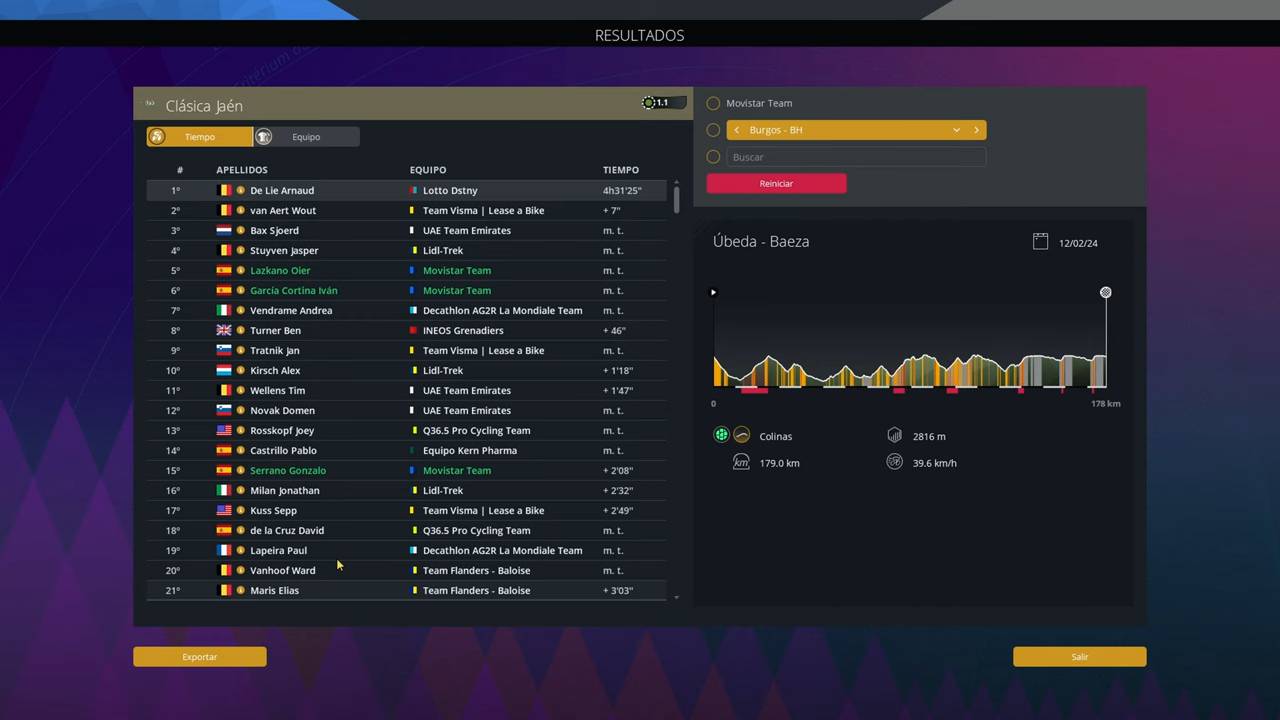 RESULTADOS
Clásica Jaén
1.1
Tiempo
Equipo
# APELLIDOS EQUIPO TIEMPO
1º De Lie Arnaud Lotto Dstny 4h31'25"
2º van Aert Wout Team Visma | Lease a Bike + 7"
3º Bax Sjoerd UAE Team Emirates m. t.
4º Stuyven Jasper Lidl-Trek m. t.
5º Lazkano Oier Movistar Team m. t.
6º García Cortina Iván Movistar Team m. t.
7º Vendrame Andrea Decathlon AG2R La Mondiale Team m. t.
8º Turner Ben INEOS Grenadiers + 46"
9º Tratnik Jan Team Visma | Lease a Bike m. t.
10º Kirsch Alex Lidl-Trek + 1'18"
11º Wellens Tim UAE Team Emirates + 1'47"
12º Novak Domen UAE Team Emirates m. t.
13º Rosskopf Joey Q36.5 Pro Cycling Team m. t.
14º Castrillo Pablo Equipo Kern Pharma m. t.
15º Serrano Gonzalo Movistar Team + 2'08"
16º Milan Jonathan Lidl-Trek + 2'32"
17º Kuss Sepp Team Visma | Lease a Bike + 2'49"
18º de la Cruz David Q36.5 Pro Cycling Team m. t.
19º Lapeira Paul Decathlon AG2R La Mondiale Team m. t.
20º Vanhoof Ward Team Flanders - Baloise m. t.
21º Maris Elias Team Flanders - Baloise + 3'03"
Movistar Team
Burgos - BH
Buscar
Reiniciar
Úbeda - Baeza
12/02/24
0
178 km
Colinas
2816 m
km 179.0 km
39.6 km/h
Exportar
Salir